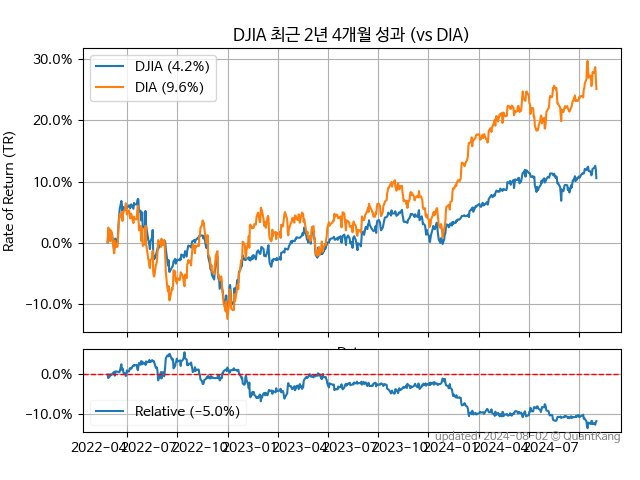 DJIA 최근 2년 4개월 성과 (vs DIA)
Rate of Return (TR)
30.0%
20.0%
10.0%
0.0%
−10.0%
DJIA (4.2%)
DIA (9.6%)
0.0%
−10.0%
Relative (−5.0%)
2022−04
2022−07
2022−10
2023−01
2023−04
2023−07
2023−10
2024−01
2024−04
2024−07
updated: 2024−08−02 © QuantKang